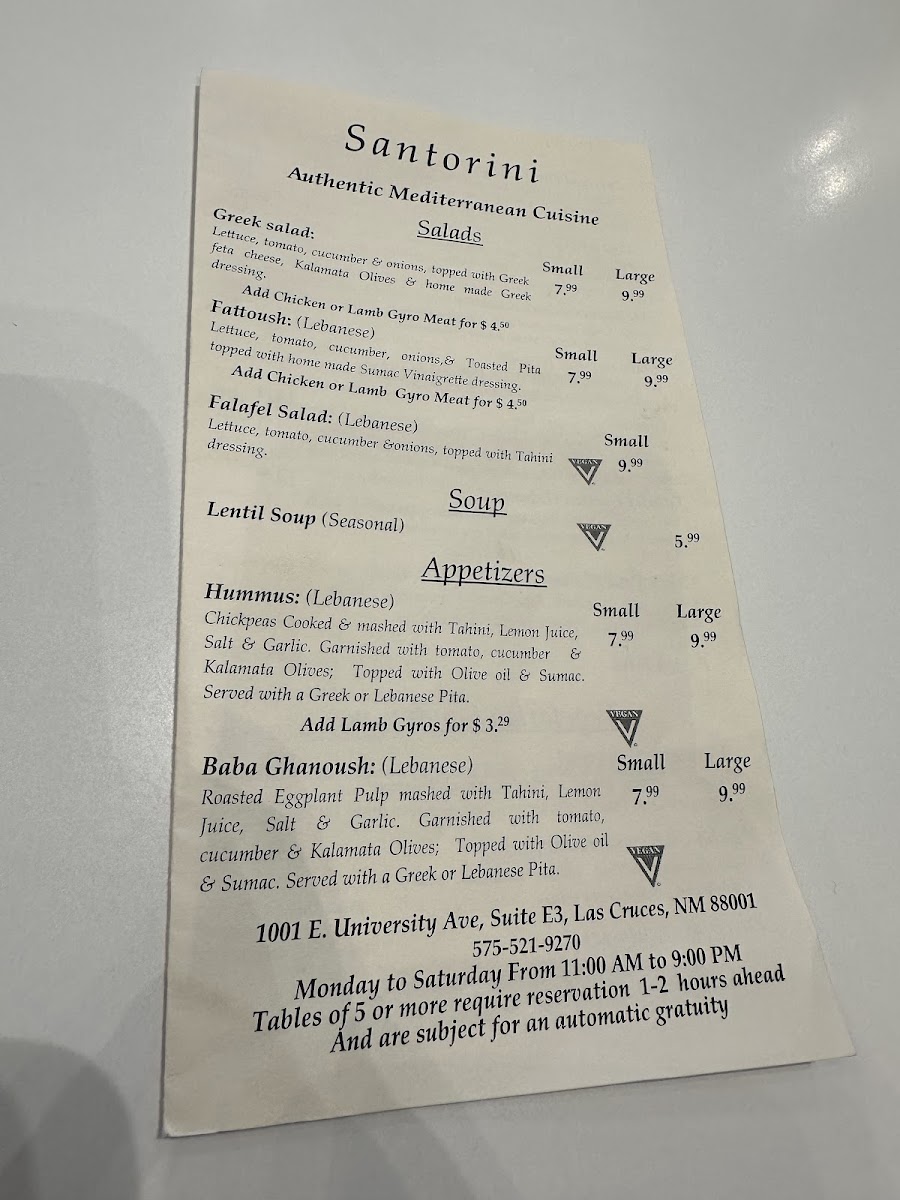 Santorini
Authentic Mediterranean Cuisine
Salads
Greek salad:
Small Large
Lettuce, tomato, cucumber & onions, topped with Greek
feta cheese, Kalamata Olives & home made Greek
dressing.
7.99 9.99
Add Chicken or Lamb Gyro Meat for $ 4.50
Fattoush: (Lebanese)
Small Large
Lettuce, tomato, cucumber, onions,& Toasted Pita
topped with home made Sumac Vinaigrette dressing.
7.99 9.99
Add Chicken or Lamb Gyro Meat for $ 4.50
Falafel Salad: (Lebanese)
Small
Lettuce, tomato, cucumber &onions, topped with Tahini
dressing.
VEGAN 9.99
Soup
Lentil Soup (Seasonal) VEGAN 5.99
Appetizers
Hummus: (Lebanese)
Small Large
Chickpeas Cooked & mashed with Tahini, Lemon Juice,
7.99 9.99
Salt & Garlic. Garnished with tomato, cucumber &
Kalamata Olives; Topped with Olive oil & Sumac.
Served with a Greek or Lebanese Pita.
Add Lamb Gyros for $ 3.29 VEGAN
Baba Ghanoush: (Lebanese) Small Large
Roasted Eggplant Pulp mashed with Tahini, Lemon 7.99 9.99
Juice, Salt & Garlic. Garnished with tomato,
cucumber & Kalamata Olives; Topped with Olive oil
& Sumac. Served with a Greek or Lebanese Pita. VEGAN
1001 E. University Ave, Suite E3, Las Cruces, NM 88001
575-521-9270
Monday to Saturday From 11:00 AM to 9:00 PM
Tables of 5 or more require reservation 1-2 hours ahead
And are subject for an automatic gratuity